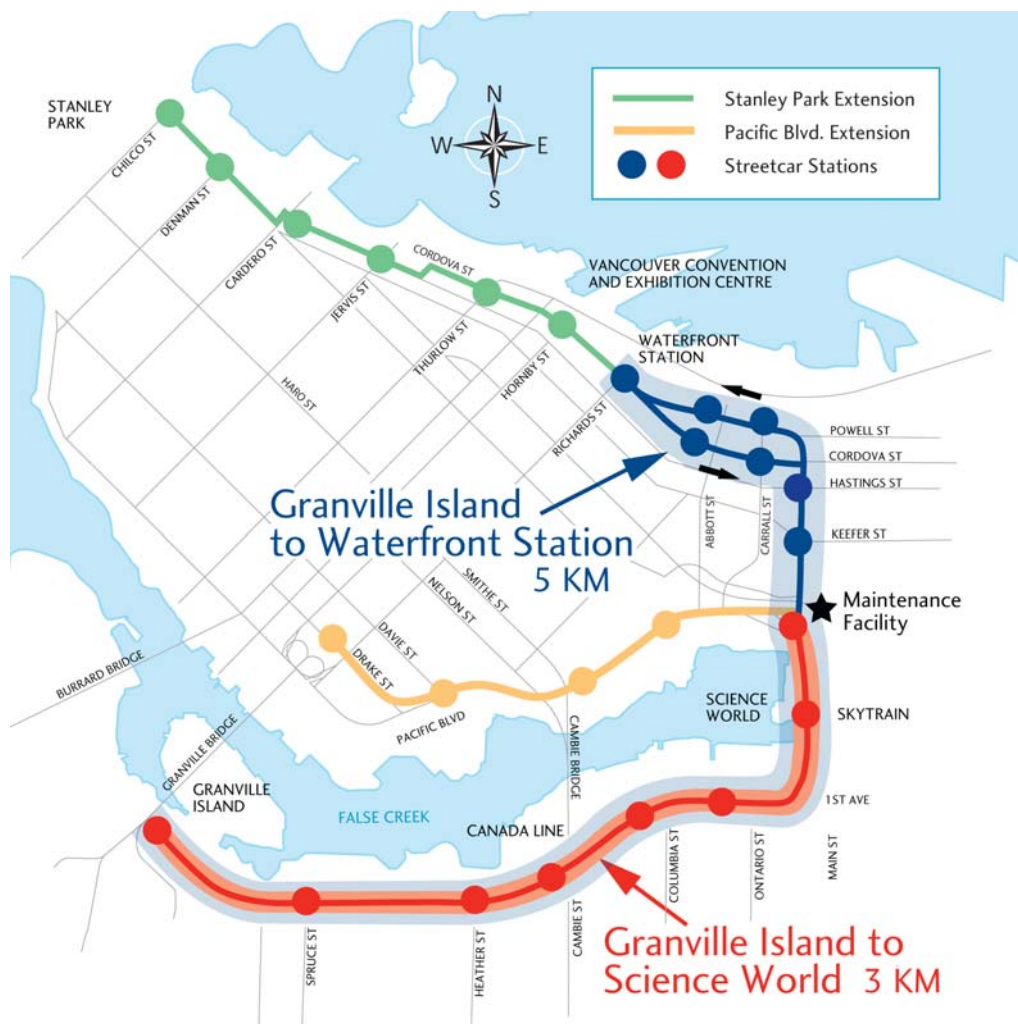 STANLEY
PARK
N
W
E
S
Stanley Park Extension
Pacific Blvd. Extension
Streetcar Stations
CHILCO ST
DENMAN ST
CARDERO ST
JERVIS ST
CORDOVA ST
THURLOW ST
HORNBY ST
RICHARDS ST
HARO ST
VANCOUVER CONVENTION
AND EXHIBITION CENTRE
WATERFRONT
STATION
POWELL ST
CORDOVA ST
HASTINGS ST
KEEFER ST
ABBOTT ST
CARRALL ST
Granville Island
to Waterfront Station
5 KM
SMITHE ST
NELSON ST
DAVIE ST
DRAKE ST
PACIFIC BLVD
Maintenance
Facility
BURRARD BRIDGE
GRANVILLE BRIDGE
CAMBIE BRIDGE
SCIENCE
WORLD
SKYTRAIN
GRANVILLE
ISLAND
FALSE CREEK
CANADA LINE
1ST AVE
SPRUCE ST
HEATHER ST
CAMBIE ST
COLUMBIA ST
ONTARIO ST
MAIN ST
Granville Island to
Science World 3 KM